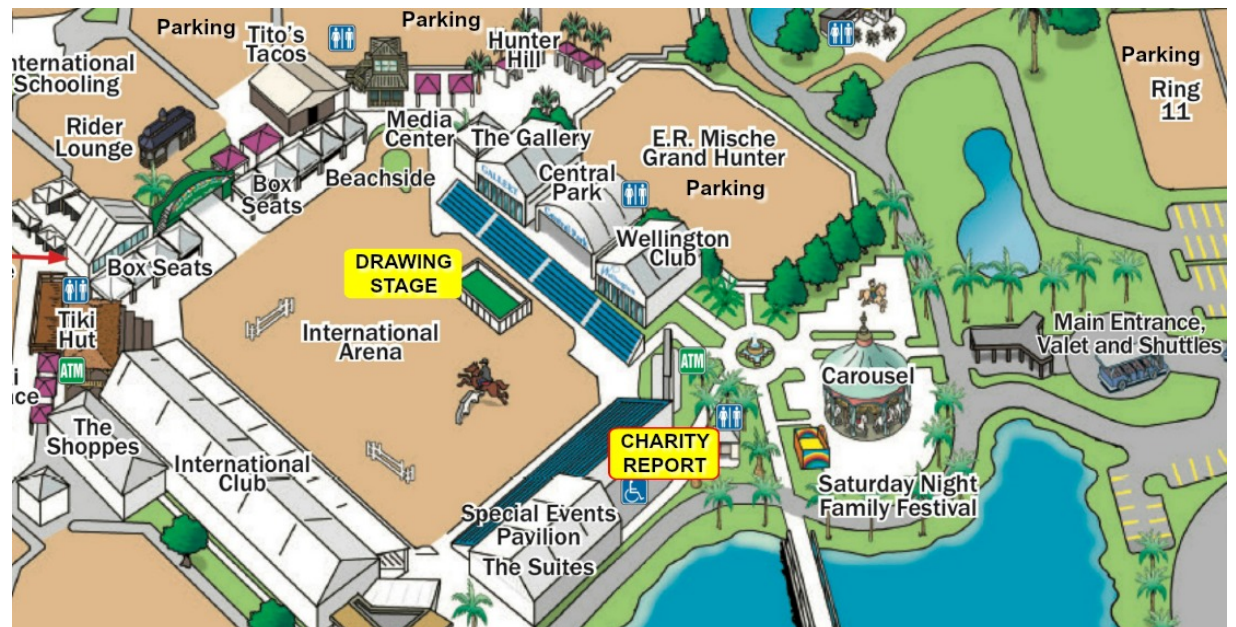 Parking
Parking
Tito's
Tacos
Hunter
Hill
Parking
Ring
11
nternational
Schooling
Rider
Lounge
Media
Center
The Gallery
GALLERY
E.R. Mische
Grand Hunter
Parking
Central
Park
Beachside
Box
Seats
Wellington
Club
Box Seats
DRAWING
STAGE
Tiki
Hut
International
Arena
Main Entrance,
Valet and Shuttles
ATM
ATM
Carousel
The
Shoppes
CHARITY
REPORT
International
Club
Saturday Night
Family Festival
Special Events
Pavilion
The Suites